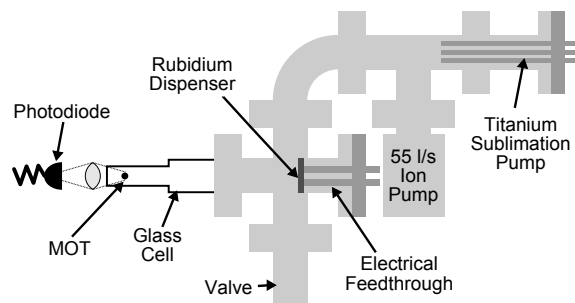 Rubidium
Dispenser
Photodiode
Titanium
Sublimation
Pump
55 l/s
Ion
Pump
MOT
Glass
Cell
Electrical
Feedthrough
Valve